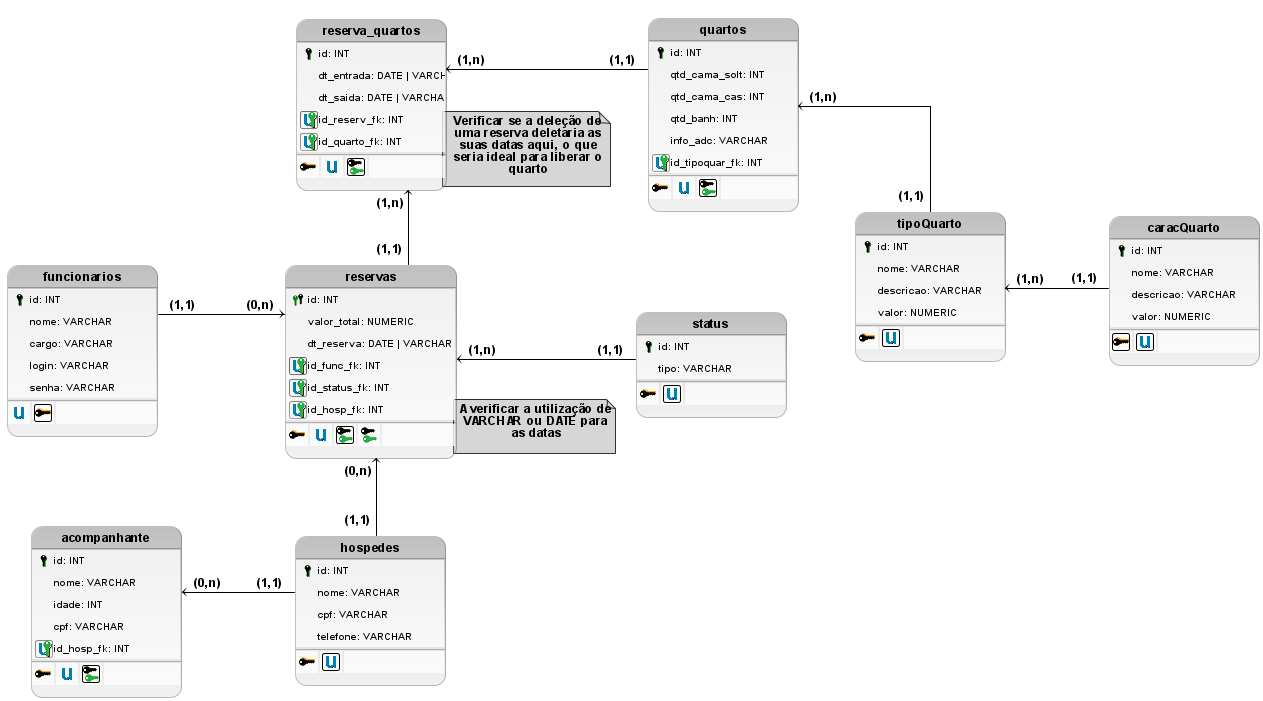 reserva_quartos
id: INT
dt_entrada: DATE | VARCH
dt_saida: DATE | VARCHA
id_reserv_fk: INT
id_quarto_fk: INT
Verificar se a deleção de
uma reserva deletaria as
suas datas aqui, o que
seria ideal para liberar o
quarto
(1,n)
(1,1)
quartos
id: INT
qtd_cama_solt: INT
qtd_cama_cas: INT
qtd_banh: INT
info_adc: VARCHAR
id_tipoquar_fk: INT
(1,n)
(1,1)
tipoQuarto
id: INT
nome: VARCHAR
descricao: VARCHAR
valor: NUMERIC
(1,n)
(1,1)
caracQuarto
id: INT
nome: VARCHAR
descricao: VARCHAR
valor: NUMERIC
(1,n)
(1,1)
funcionarios
id: INT
nome: VARCHAR
cargo: VARCHAR
login: VARCHAR
senha: VARCHAR
(1,1)
(0,n)
reservas
id: INT
valor_total: NUMERIC
dt_reserva: DATE | VARCHAR
id_func_fk: INT
id_status_fk: INT
id_hosp_fk: INT
A verificar a utilização de
VARCHAR ou DATE para
as datas
(1,n)
(1,1)
status
id: INT
tipo: VARCHAR
(0,n)
(1,1)
acompanhante
id: INT
nome: VARCHAR
idade: INT
cpf: VARCHAR
id_hosp_fk: INT
(0,n)
(1,1)
hospedes
id: INT
nome: VARCHAR
cpf: VARCHAR
telefone: VARCHAR